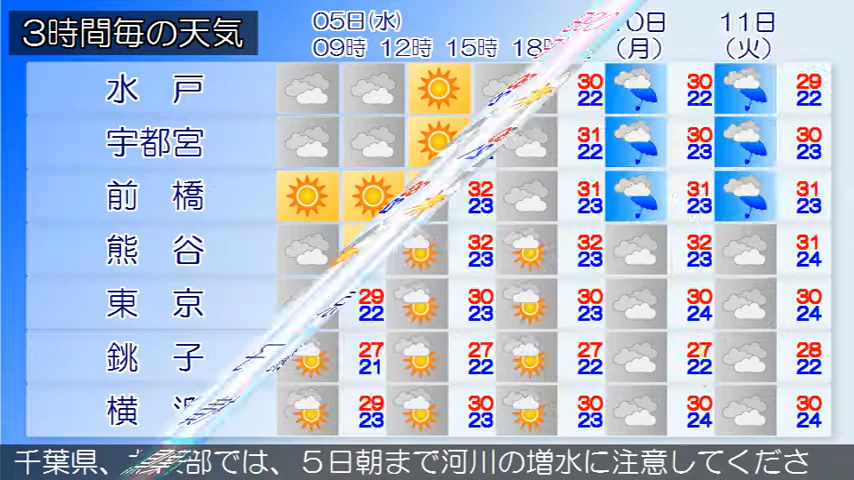 3時間毎の天気
05日(水)
09時 12時 15時 18時
0日 11日
(月) (火)
水 戸 30 30 29
22 22 22
宇都宮 31 30 30
22 23 23
前 橋 32 31 31 31
23 23 23 23
熊 谷 32 32 32 31
23 23 23 24
東 京 29 30 30 30 30
22 23 23 24 24
銚 子 27 27 27 27 28
21 22 22 22 22
横 29 30 30 30 30
23 23 23 24 24
千葉県、部では、5日朝まで河川の増水に注意してくださ